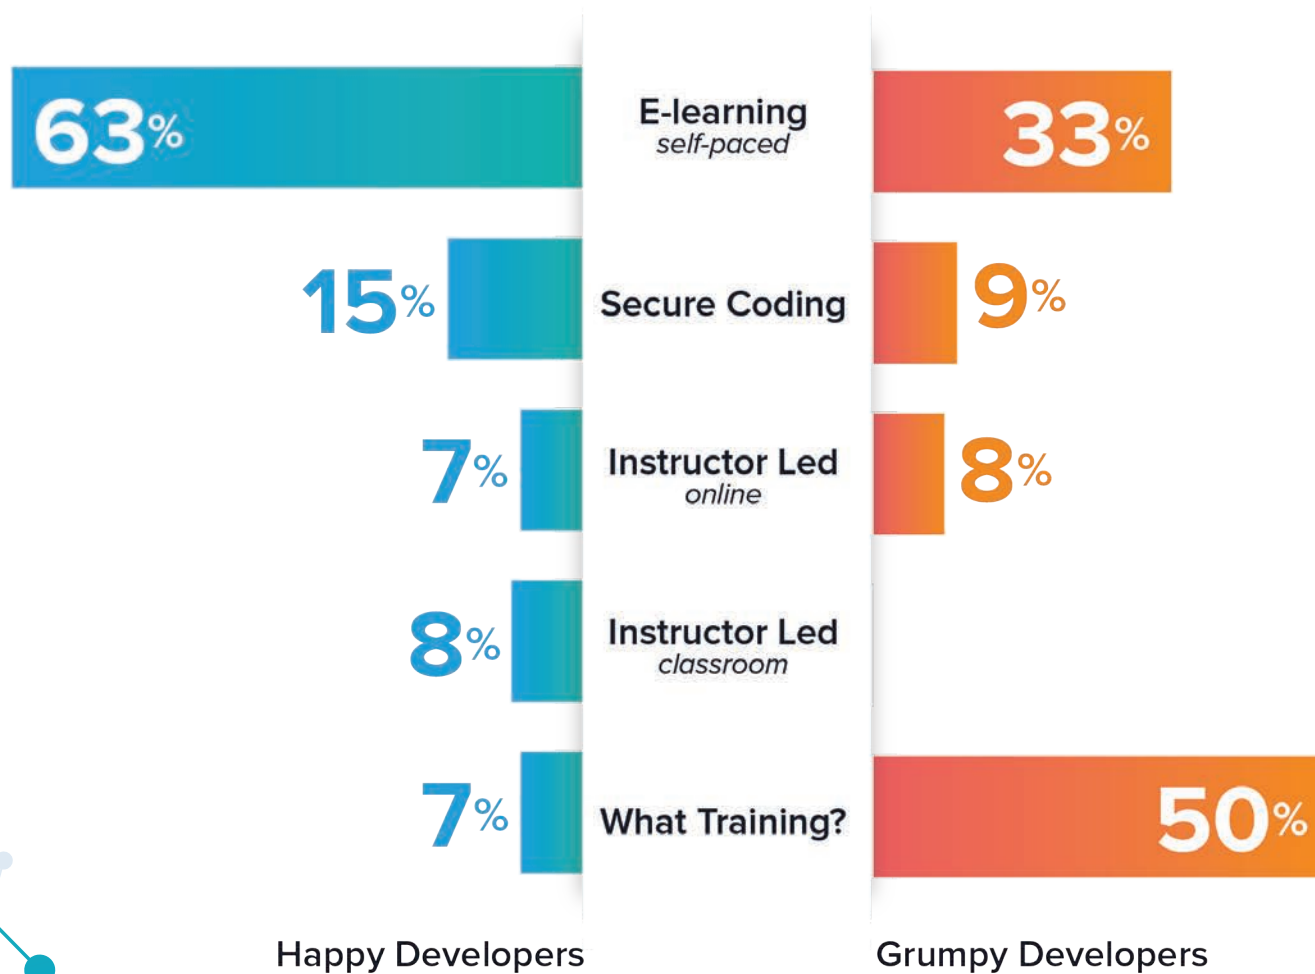 63% E-learning 33%
self-paced
15% Secure Coding 9%
7% Instructor Led 8%
online
8% Instructor Led
classroom
7% What Training? 50%
Happy Developers Grumpy Developers